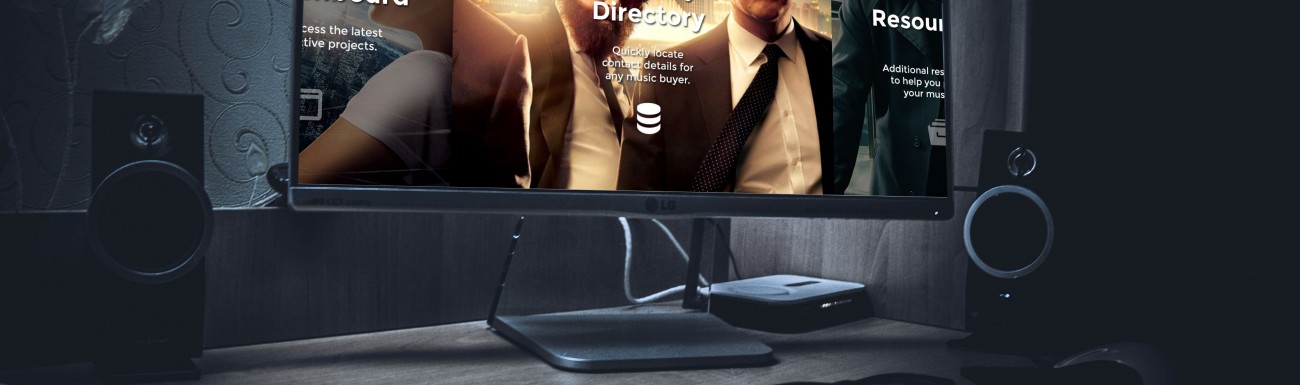 cess the latest
tive projects.
Directory
Quickly locate
contact details for
any music buyer.
Resour
Additional res
to help you
your mus
LG